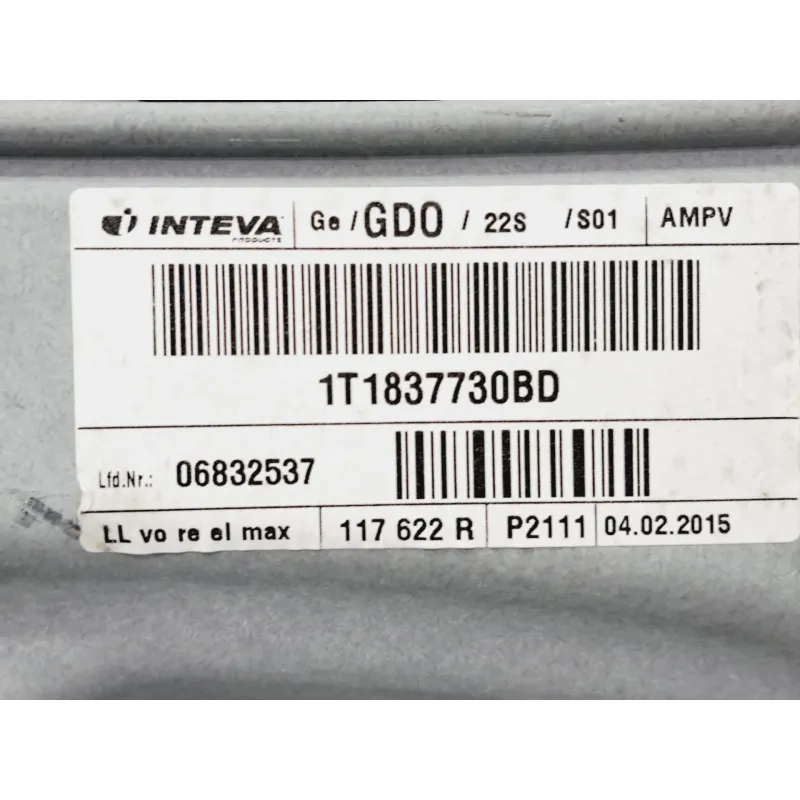 INTEVA PRODUCTS Ge / GDO / 22S / S01 AMPV
1T1837730BD
Lfd.Nr.: 06832537
LL vo re el max 117 622 R P2111 04.02.2015